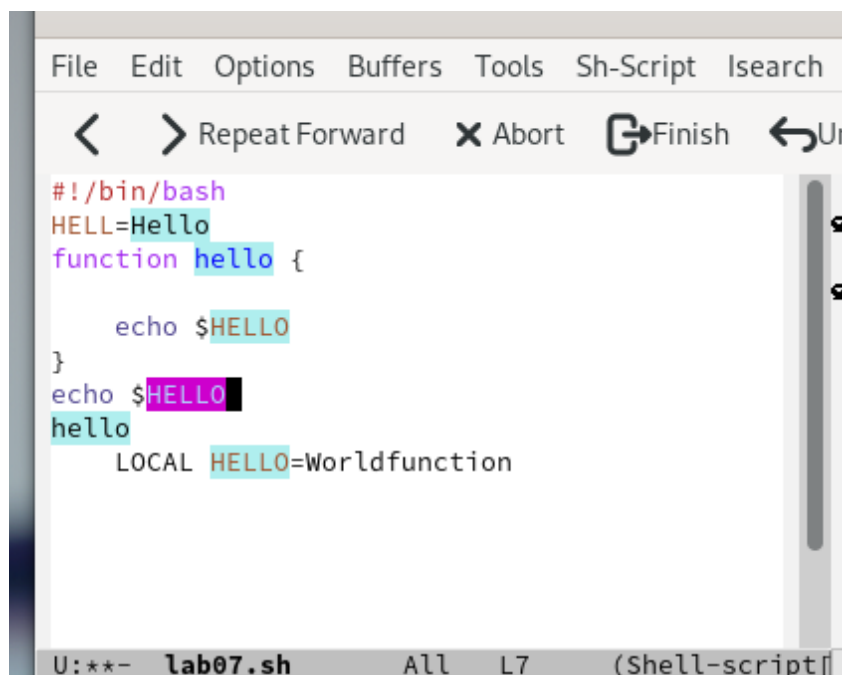 File Edit Options Buffers Tools Sh-Script Isearch
Repeat Forward Abort Finish
#!/bin/bash
HELL=Hello
function hello {
echo $HELLO
}
echo $HELLO
hello
LOCAL HELLO=Worldfunction
U:**- lab07.sh All L7 (Shell-script